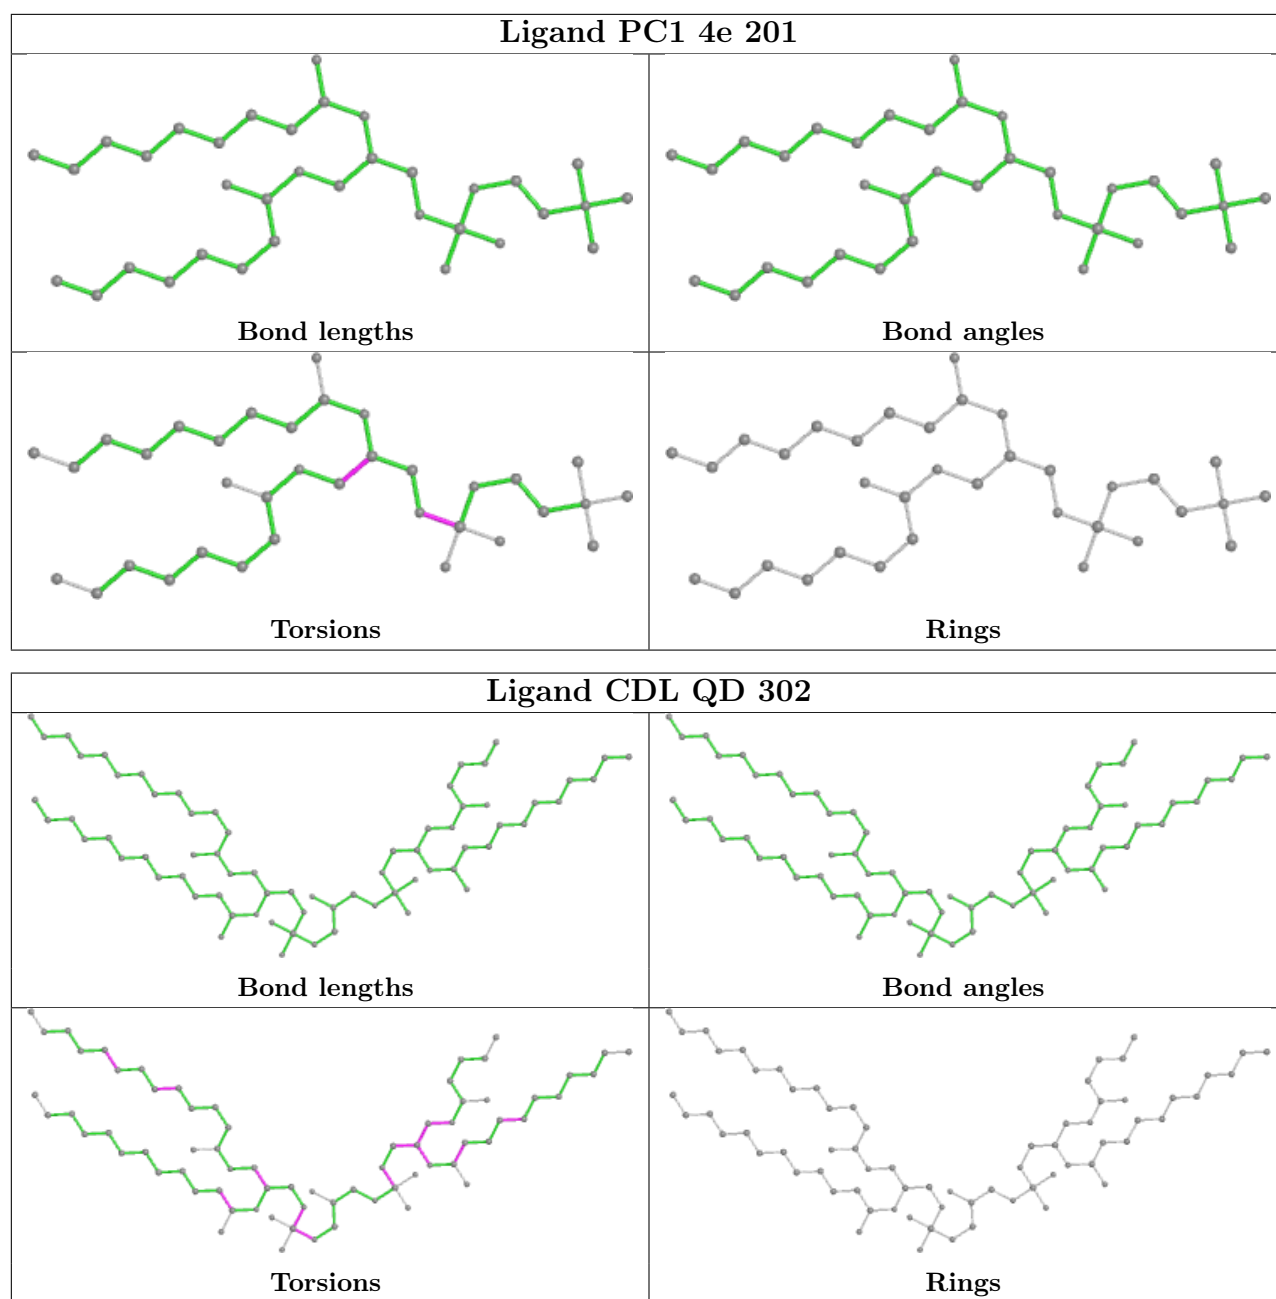 Ligand PC1 4e 201
Bond lengths
Bond angles
Torsions
Rings
Ligand CDL QD 302
Bond lengths
Bond angles
Torsions
Rings